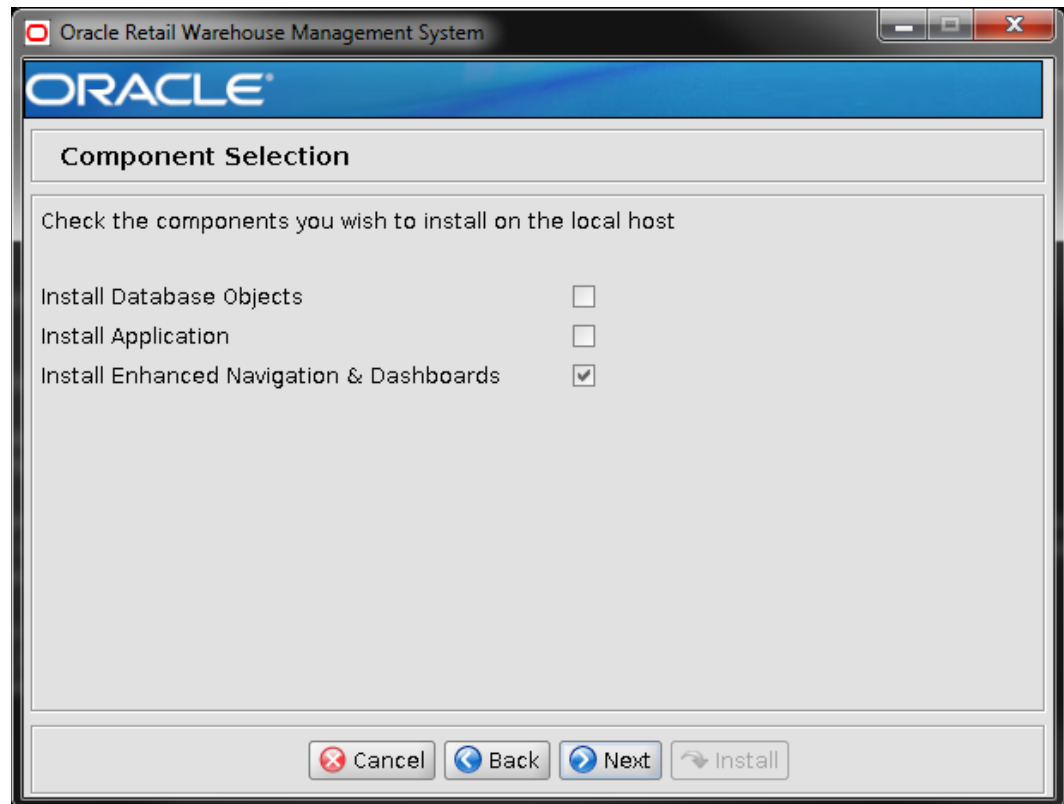 Oracle Retail Warehouse Management System
ORACLE®
Component Selection
Check the components you wish to install on the local host
Install Database Objects
Install Application
Install Enhanced Navigation & Dashboards
Cancel Back Next Install